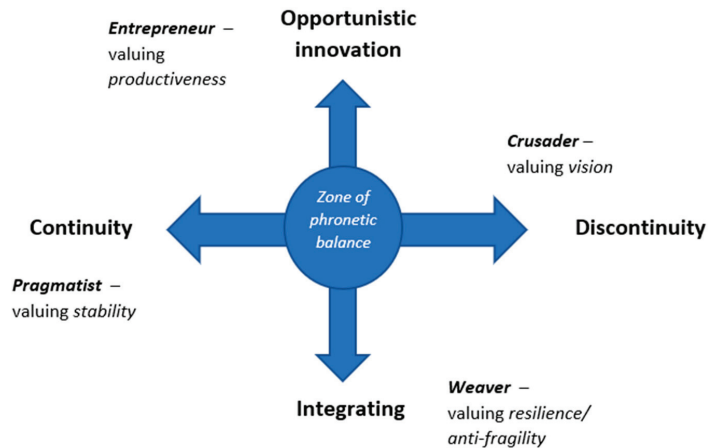 Entrepreneur –
valuing
productiveness
Opportunistic
innovation
Crusader –
valuing vision
Zone of
phronetic
balance
Continuity
Discontinuity
Pragmatist –
valuing stability
Integrating
Weaver –
valuing resilience/
anti-fragility